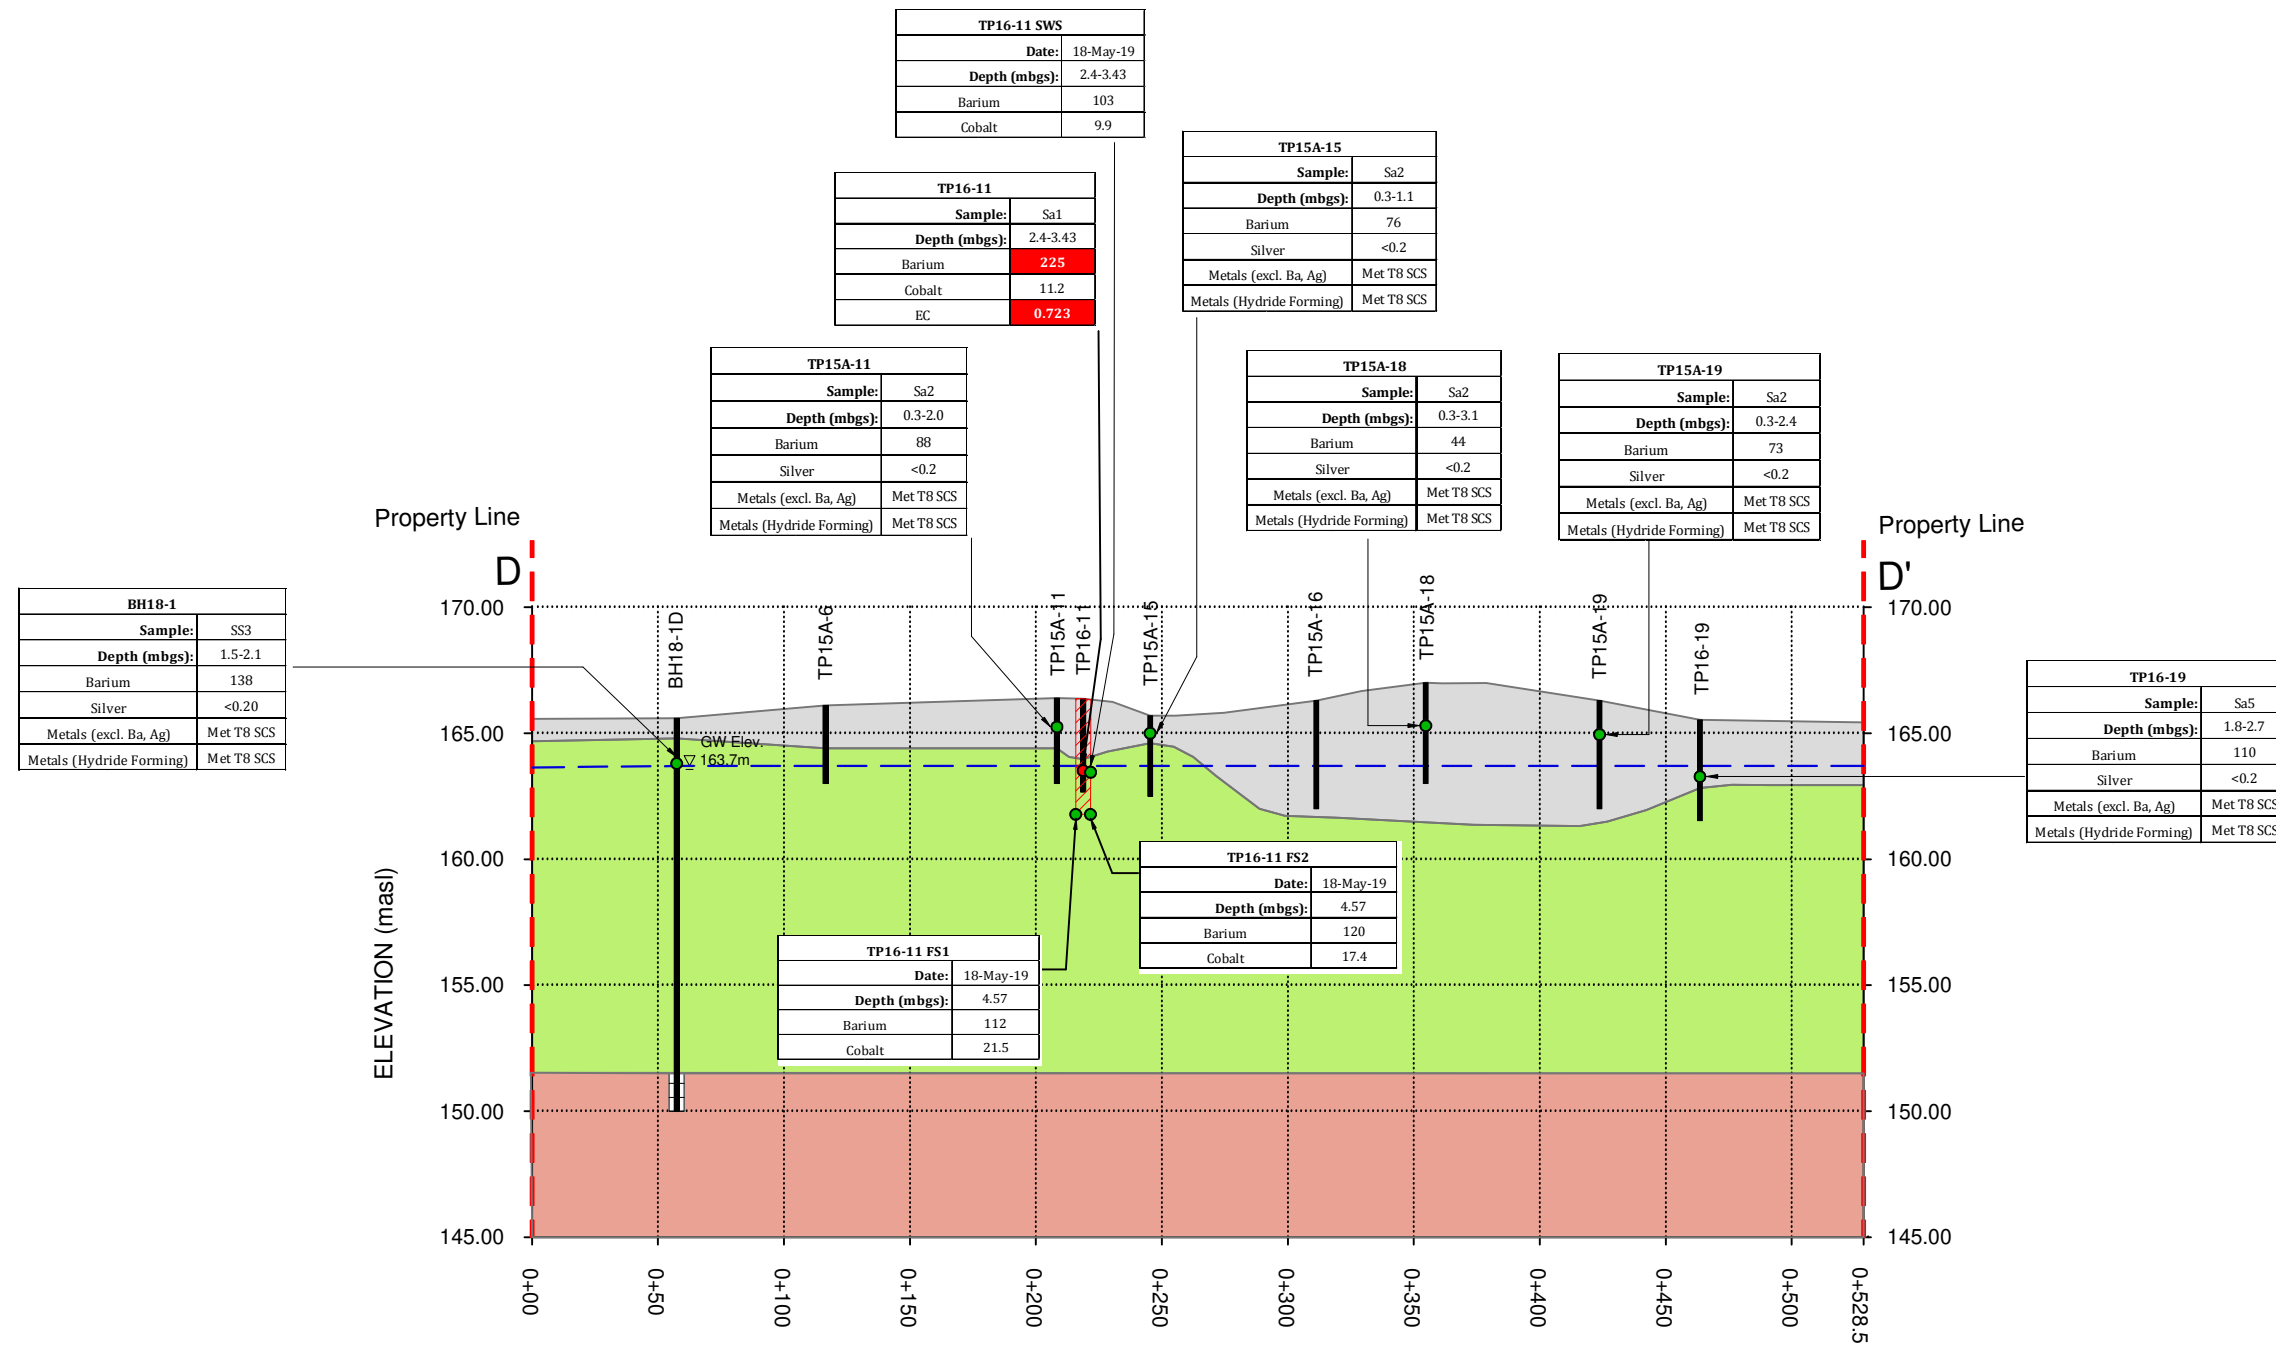 TP16-11 SWS
Date: 18-May-19
Depth (mbgs): 2.4-3.43
Barium 103
Cobalt 9.9
TP16-11
Sample: Sa1
Depth (mbgs): 2.4-3.43
Barium 225
Cobalt 11.2
EC 0.723
TP15A-15
Sample: Sa2
Depth (mbgs): 0.3-1.1
Barium 76
Silver <0.2
Metals (excl. Ba, Ag) Met T8 SCS
Metals (Hydride Forming) Met T8 SCS
TP15A-11
Sample: Sa2
Depth (mbgs): 0.3-2.0
Barium 88
Silver <0.2
Metals (excl. Ba, Ag) Met T8 SCS
Metals (Hydride Forming) Met T8 SCS
TP15A-18
Sample: Sa2
Depth (mbgs): 0.3-3.1
Barium 44
Silver <0.2
Metals (excl. Ba, Ag) Met T8 SCS
Metals (Hydride Forming) Met T8 SCS
TP15A-19
Sample: Sa2
Depth (mbgs): 0.3-2.4
Barium 73
Silver <0.2
Metals (excl. Ba, Ag) Met T8 SCS
Metals (Hydride Forming) Met T8 SCS
Property Line
Property Line
D
D'
BH18-1
Sample: SS3
Depth (mbgs): 1.5-2.1
Barium 138
Silver <0.20
Metals (excl. Ba, Ag) Met T8 SCS
Metals (Hydride Forming) Met T8 SCS
TP16-19
Sample: Sa5
Depth (mbgs): 1.8-2.7
Barium 110
Silver <0.2
Metals (excl. Ba, Ag) Met T8 SCS
Metals (Hydride Forming) Met T8 SCS
BH18-1D
TP15A-6
TP15A-11
TP16-11
TP15A-15
TP15A-16
TP15A-18
TP15A-19
TP16-19
GW Elev.
163.7m
TP16-11 FS2
Date: 18-May-19
Depth (mbgs): 4.57
Barium 120
Cobalt 17.4
TP16-11 FS1
Date: 18-May-19
Depth (mbgs): 4.57
Barium 112
Cobalt 21.5
ELEVATION (masl)
170.00
165.00
160.00
155.00
150.00
145.00
170.00
165.00
160.00
155.00
150.00
145.00
0+00
0+50
0+100
0+150
0+200
0+250
0+300
0+350
0+400
0+450
0+500
0+528.5